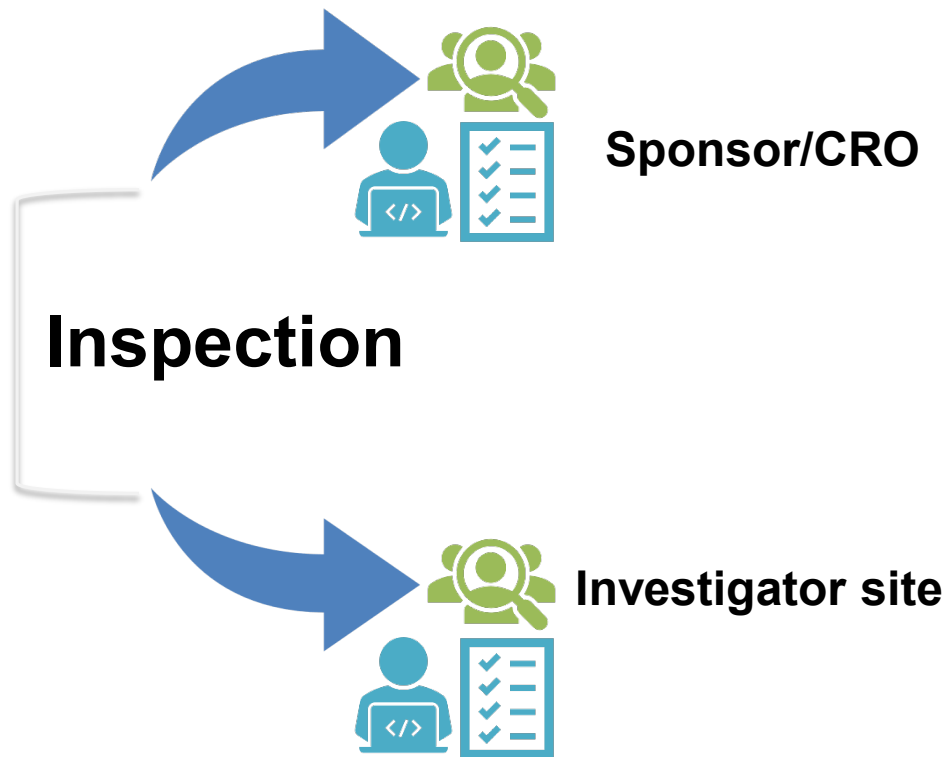 Sponsor/CRO
</>
Inspection
Investigator site
</>